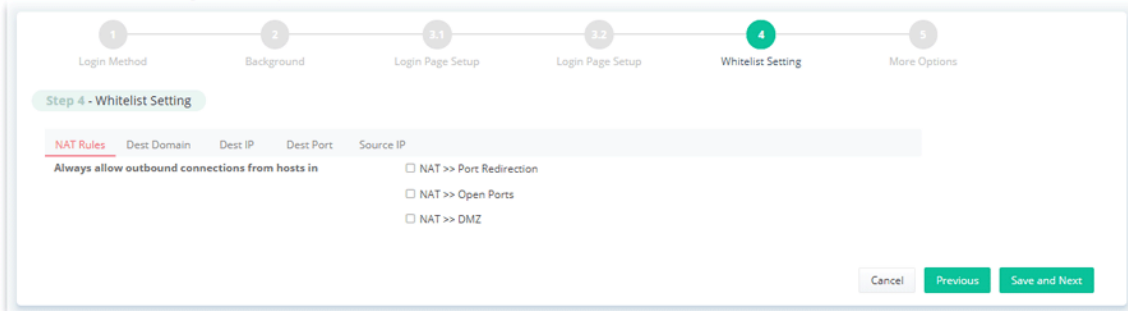 1 2 3.1 3.2 4 5
Login Method Background Login Page Setup Login Page Setup Whitelist Setting More Options
Step 4 - Whitelist Setting
NAT Rules Dest Domain Dest IP Dest Port Source IP
Always allow outbound connections from hosts in NAT >> Port Redirection
NAT >> Open Ports
NAT >> DMZ
Cancel Previous Save and Next